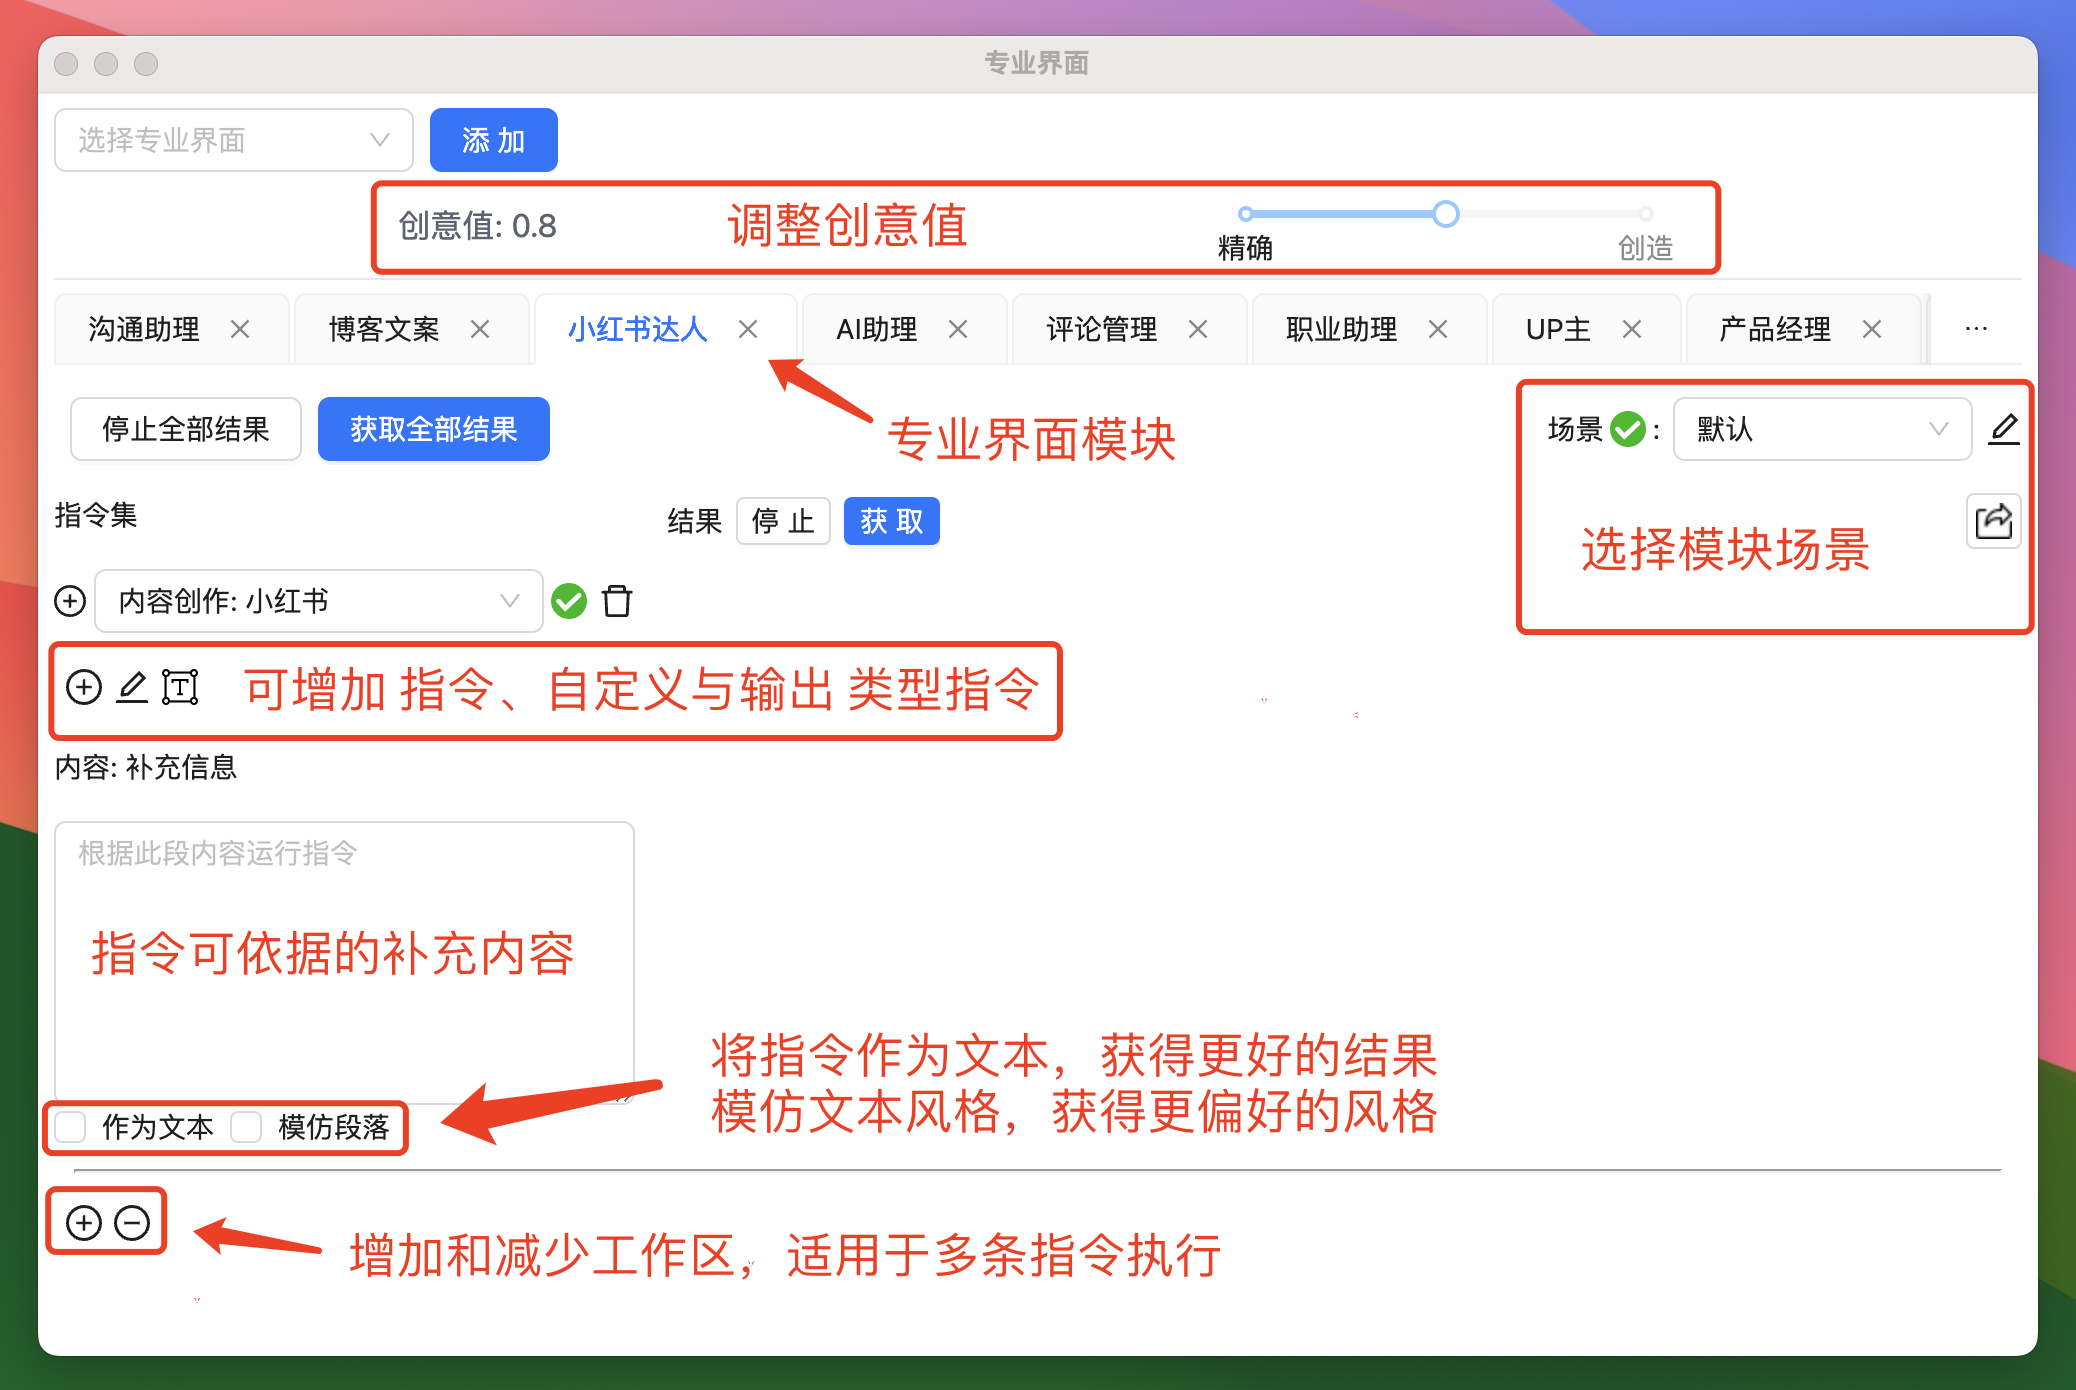 专业界面
选择专业界面
添 加
创意值: 0.8
调整创意值
精确
创造
沟通助理
博客文案
小红书达人
AI助理
评论管理
职业助理
UP主
产品经理
···
停止全部结果
获取全部结果
专业界面模块
场景 :
默认
指令集
结果
停 止
获 取
选择模块场景
内容创作: 小红书
可增加 指令、自定义与输出 类型指令
内容: 补充信息
根据此段内容运行指令
指令可依据的补充内容
将指令作为文本，获得更好的结果
模仿文本风格，获得更偏好的风格
作为文本
模仿段落
增加和减少工作区，适用于多条指令执行